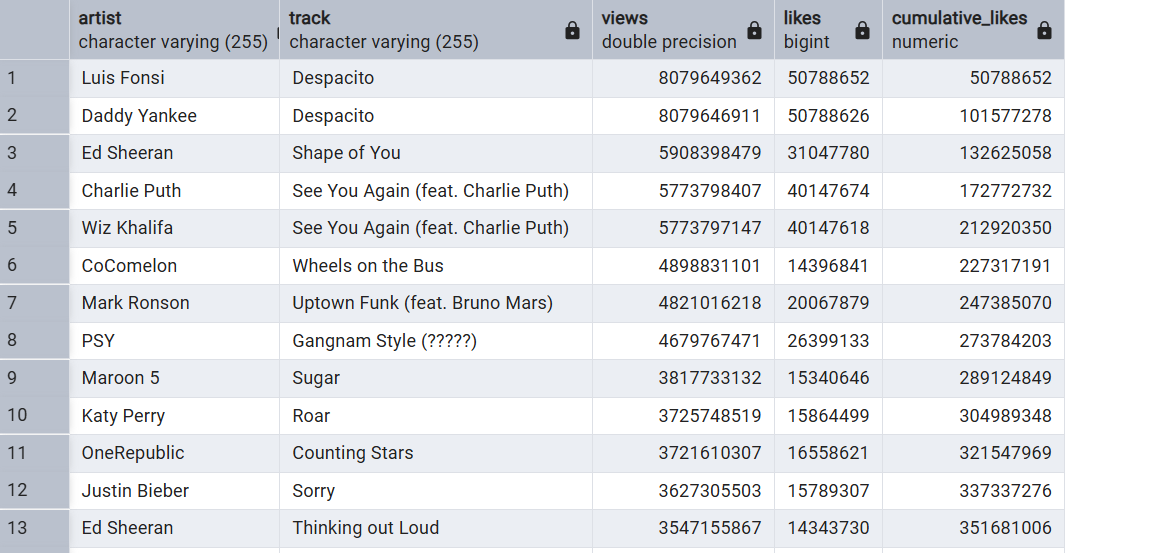 artist track views likes cumulative_likes
character varying (255) character varying (255) double precision bigint numeric
1 Luis Fonsi Despacito 8079649362 50788652 50788652
2 Daddy Yankee Despacito 8079646911 50788626 101577278
3 Ed Sheeran Shape of You 5908398479 31047780 132625058
4 Charlie Puth See You Again (feat. Charlie Puth) 5773798407 40147674 172772732
5 Wiz Khalifa See You Again (feat. Charlie Puth) 5773797147 40147618 212920350
6 CoComelon Wheels on the Bus 4898831101 14396841 227317191
7 Mark Ronson Uptown Funk (feat. Bruno Mars) 4821016218 20067879 247385070
8 PSY Gangnam Style (?????) 4679767471 26399133 273784203
9 Maroon 5 Sugar 3817733132 15340646 289124849
10 Katy Perry Roar 3725748519 15864499 304989348
11 OneRepublic Counting Stars 3721610307 16558621 321547969
12 Justin Bieber Sorry 3627305503 15789307 337337276
13 Ed Sheeran Thinking out Loud 3547155867 14343730 351681006